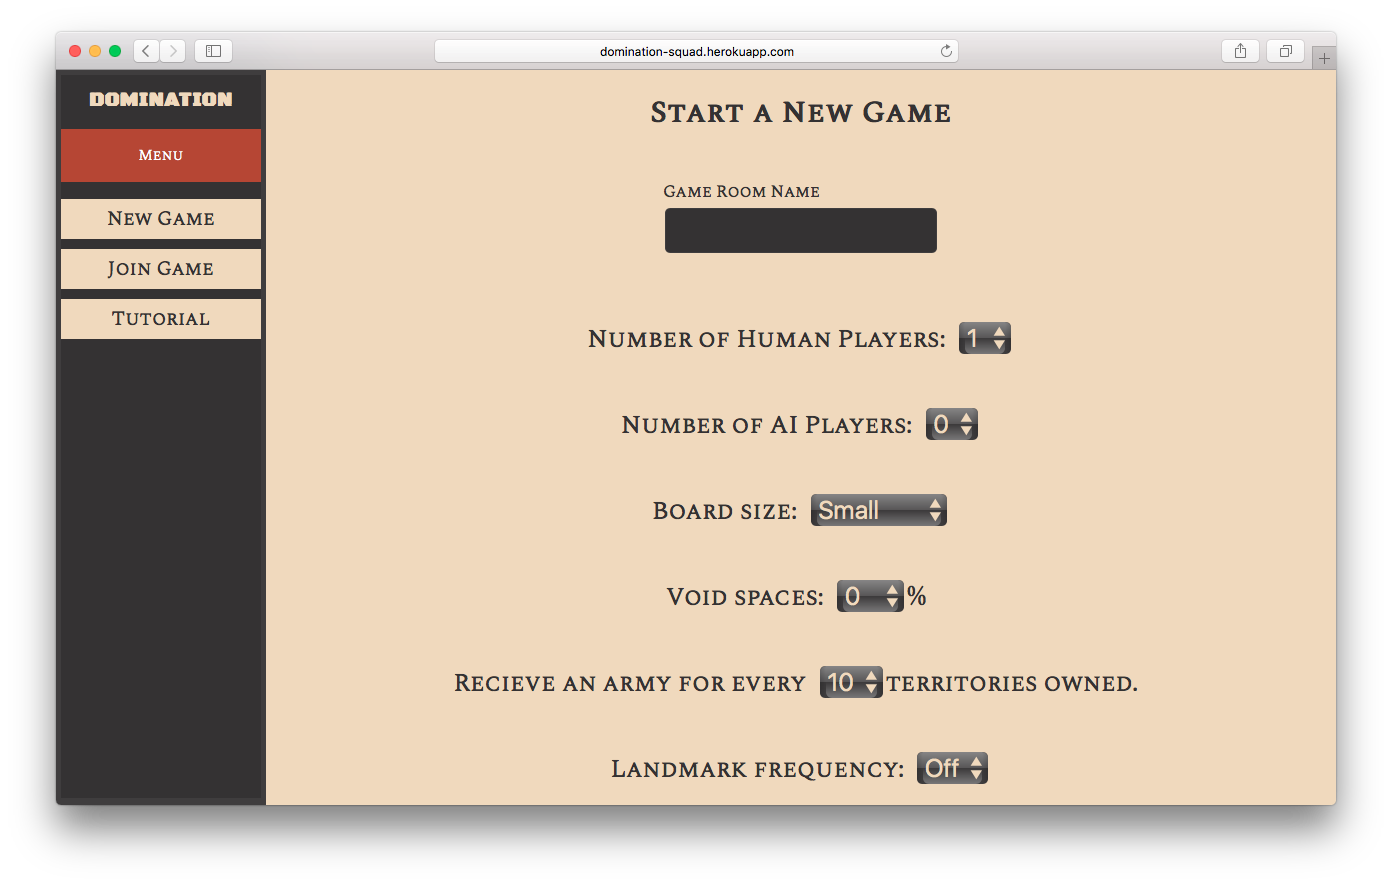 domination-squad.herokuapp.com
DOMINATION
Menu
New Game
Join Game
Tutorial
Start a New Game
Game Room Name
Number of Human Players: 1
Number of AI Players: 0
Board size: Small
Void spaces: 0 %
Recieve an army for every 10 territories owned.
Landmark frequency: Off